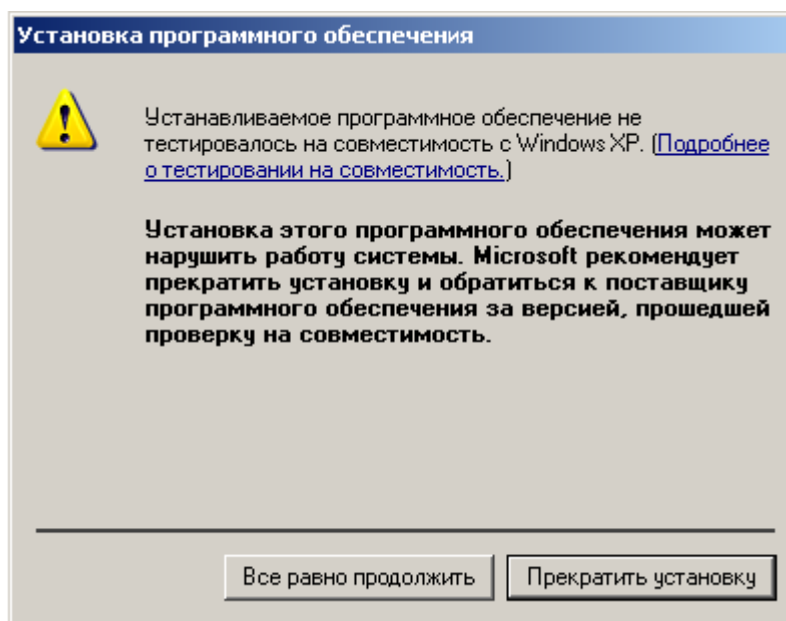 Установка программного обеспечения
Устанавливаемое программное обеспечение не
тестировалось на совместимость с Windows XP. (Подробнее
о тестировании на совместимость.)
Установка этого программного обеспечения может
нарушить работу системы. Microsoft рекомендует
прекратить установку и обратиться к поставщику
программного обеспечения за версией, прошедшей
проверку на совместимость.
Все равно продолжить
Прекратить установку